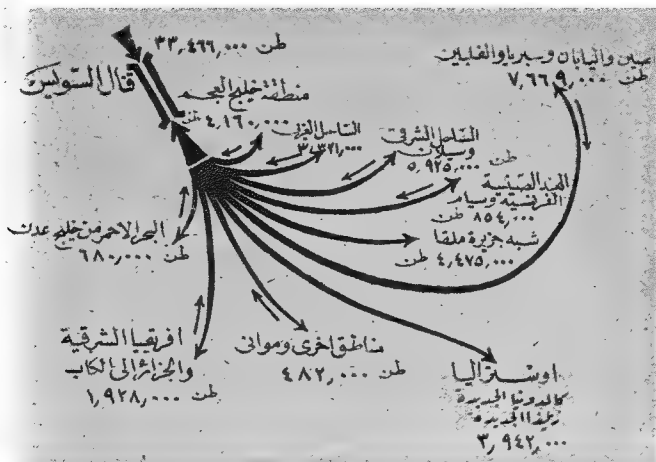 ٣٣,٤٦٦,٠٠٠ طن
قنال السويس
صين واليابان وسيبريا والفلبين
٧,٦٦٩,٠٠٠ طن
منطقة خليج العجم
٤,١٦٠,٠٠٠ طن
الساحل الغربي
٣,٣٢١,٠٠٠
الساحل الشرقي
وسيلان
٥,٩٢٥,٠٠٠ طن
الهند الصينية
الفرنسية وسيام
٨٥٤,٠٠٠ طن
شبه جزيرة ملقا
٤,٤٧٥,٠٠٠ طن
البحر الاحمر من خليج عدن
٦٨٠,٠٠٠ طن
افريقيا الشرقية
والجزائر الى الكاب
١,٩٢٨,٠٠٠ طن
مناطق اخرى وموانى
٤٨٢,٠٠٠ طن
اوستراليا
كالدونيا الجديدة
زيلندا الجديدة
٣,٩٤٢,٠٠٠